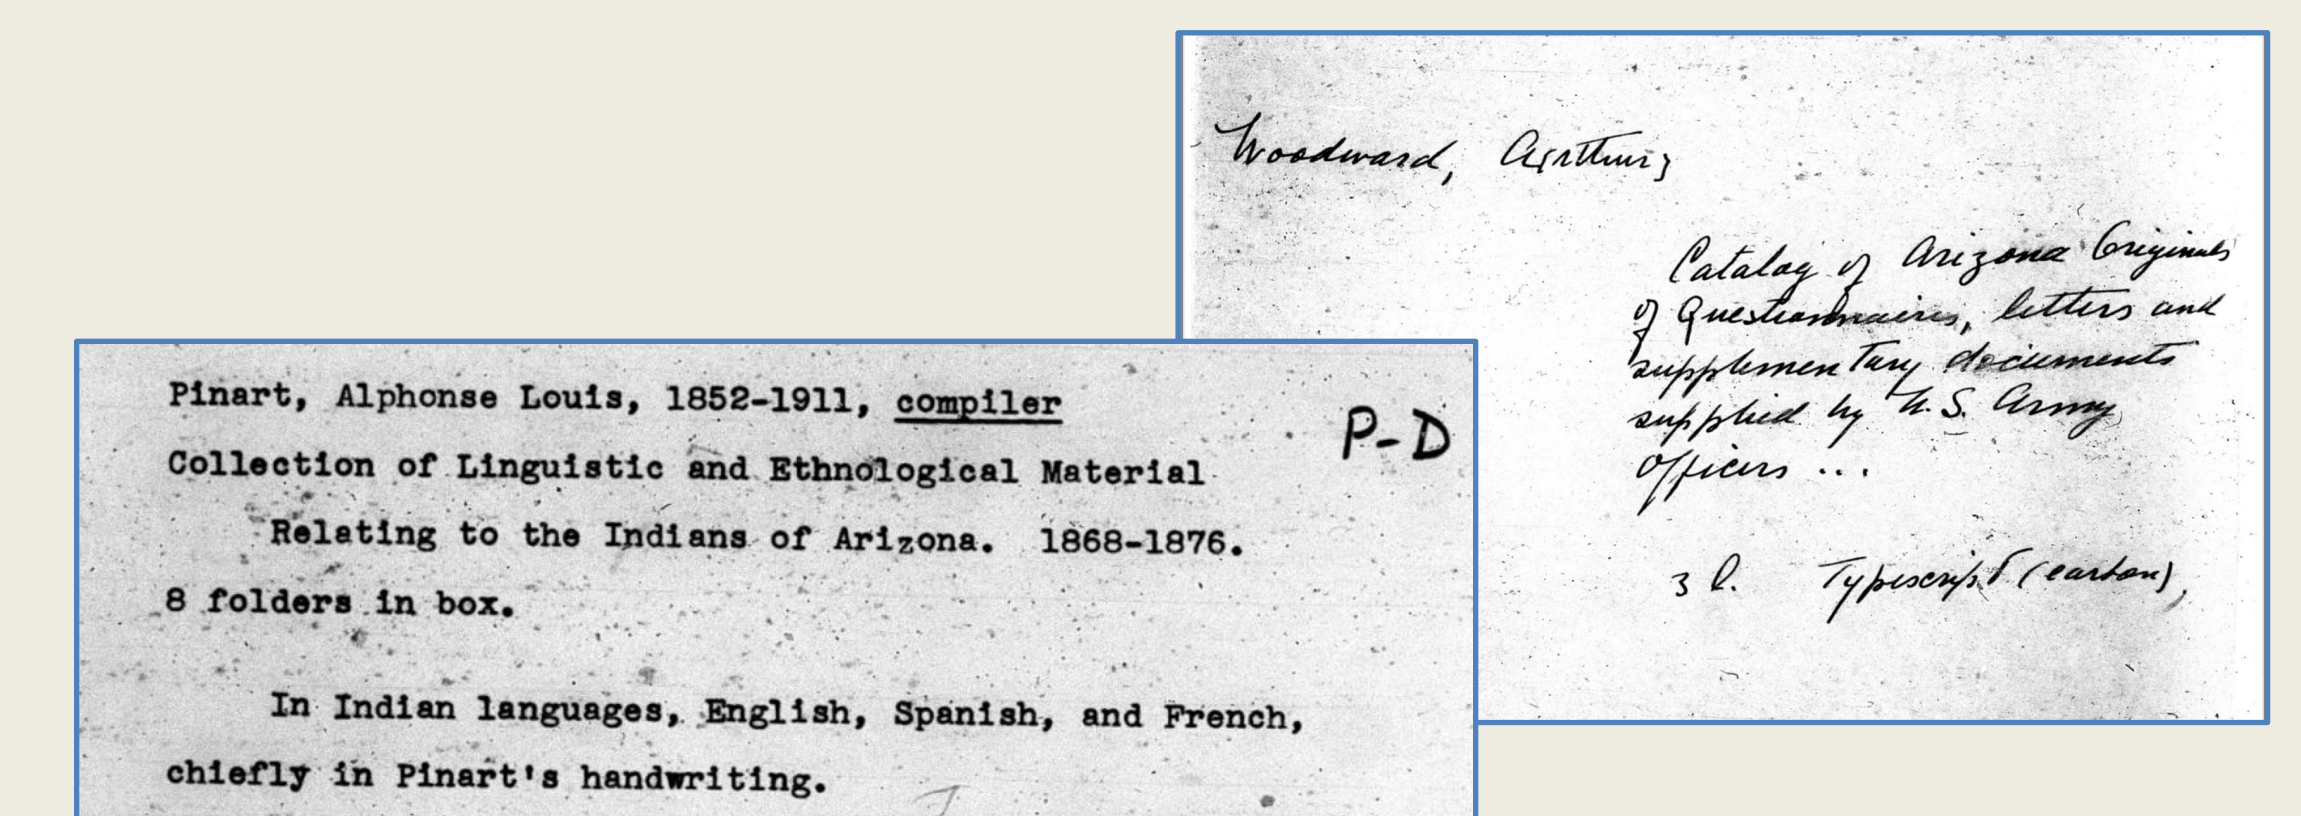 Woodward, Arthur;
Catalog of Arizona Originals
of Questionnaires, letters and
supplementary documents
supplied by U.S. Army
Officers ...
3 l. Typescript (carbon),
Pinart, Alphonse Louis, 1852-1911, compiler
P-D
Collection of Linguistic and Ethnological Material
Relating to the Indians of Arizona. 1868-1876.
8 folders in box.
In Indian languages, English, Spanish, and French,
chiefly in Pinart's handwriting.